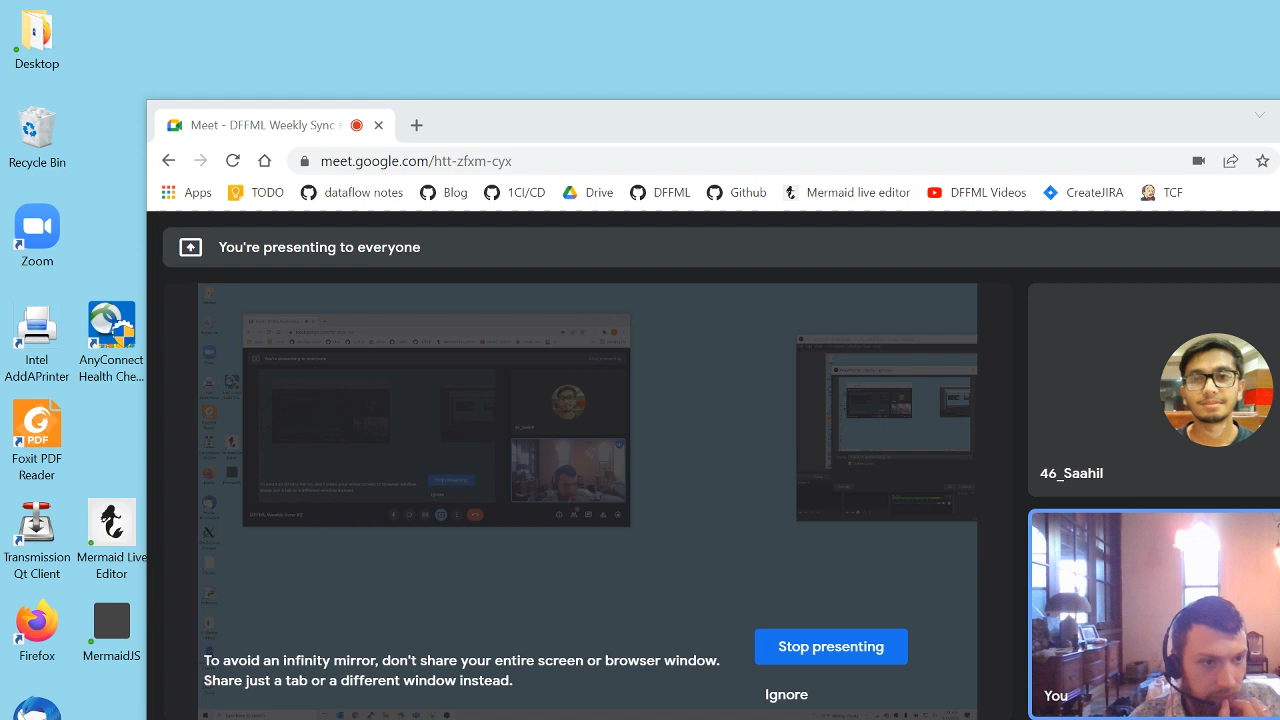 Desktop
Recycle Bin
Zoom
Intel
AddAPrinter
AnyConnect
Health Che...
Foxit PDF
Reader
Transmission
Qt Client
Mermaid Live
Editor
Firefox
MermaidJS
Meet - DFFML Weekly Sync
meet.google.com/htt-zfxm-cyx
Apps TODO dataflow notes Blog 1CI/CD Drive DFFML Github Mermaid live editor DFFML Videos CreateJIRA TCF
You're presenting to everyone
46_Saahil
To avoid an infinity mirror, don't share your entire screen or browser window.
Share just a tab or a different window instead.
Stop presenting
Ignore
You